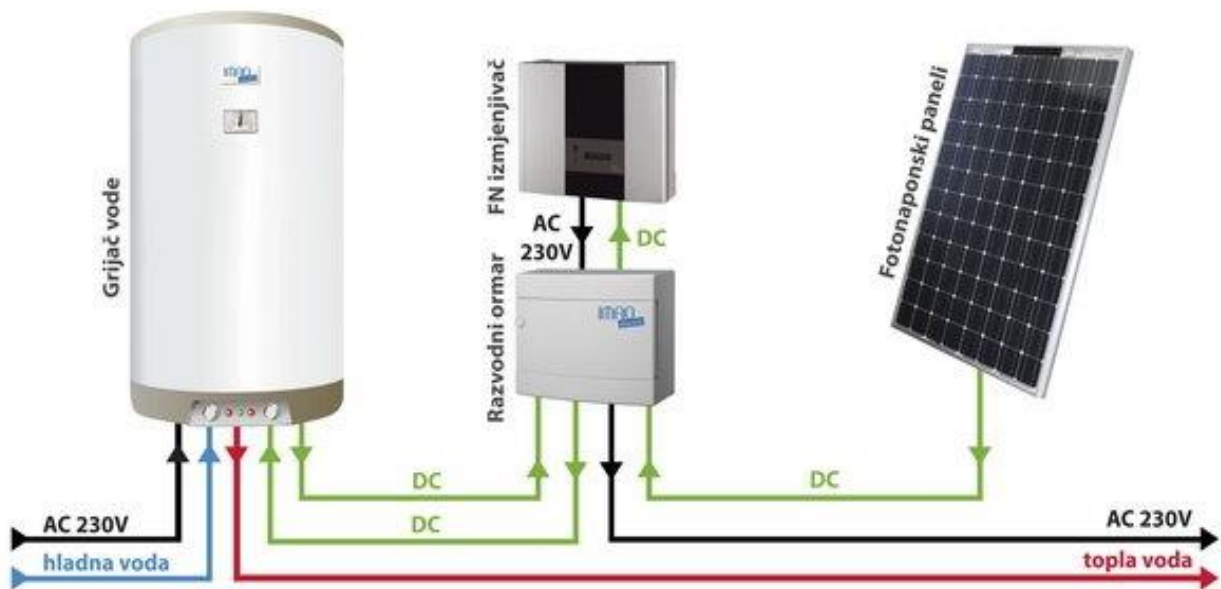 Grijač vode
FN izmjenjivač
AC
230V
DC
Razvodni ormar
Fotonaponski paneli
DC
DC
DC
AC 230V
hladna voda
AC 230V
topla voda